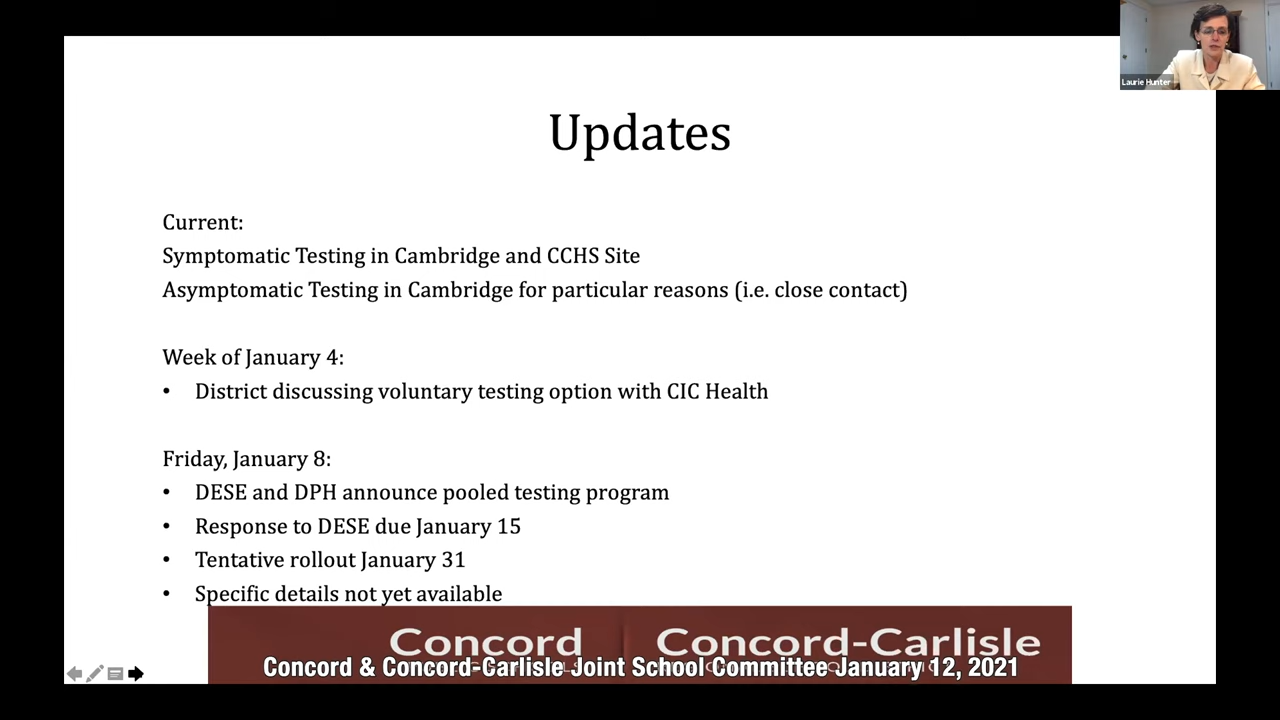 Laurie Hunter
Updates
Current:
Symptomatic Testing in Cambridge and CCHS Site
Asymptomatic Testing in Cambridge for particular reasons (i.e. close contact)
Week of January 4:
• District discussing voluntary testing option with CIC Health
Friday, January 8:
• DESE and DPH announce pooled testing program
• Response to DESE due January 15
• Tentative rollout January 31
• Specific details not yet available
Concord Concord-Carlisle
Concord & Concord-Carlisle Joint School Committee January 12, 2021